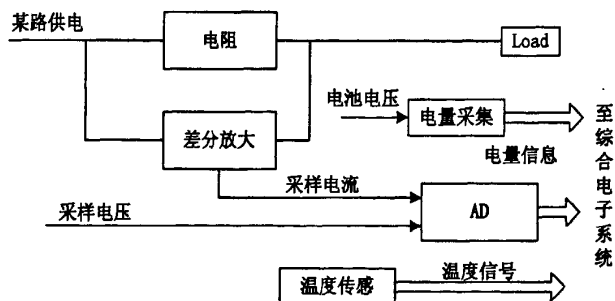 某路供电
电阻
Load
差分放大
电池电压
电量采集
电量信息
采样电流
采样电压
AD
温度传感
温度信号
至综合电子系统